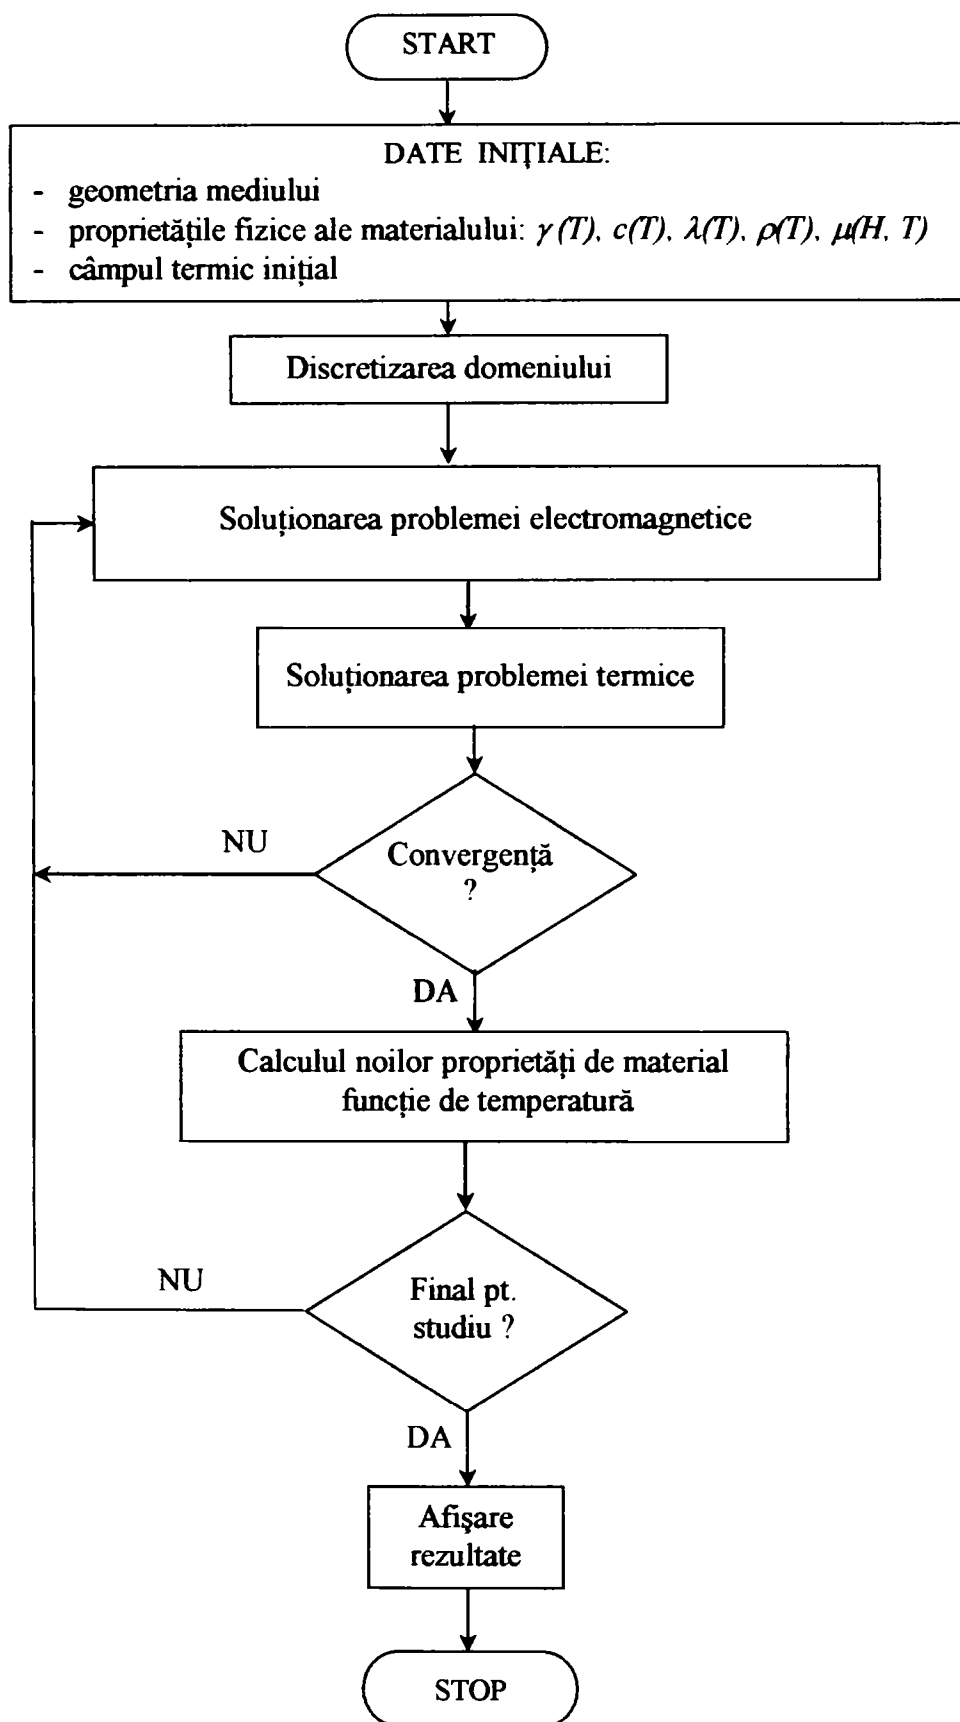 START
DATE INIȚIALE:
- geometria mediului
- proprietățile fizice ale materialului: γ(T), c(T), λ(T), ρ(T), μ(H, T)
- câmpul termic inițial
Discretizarea domeniului
Soluționarea problemei electromagnetice
Soluționarea problemei termice
NU
Convergență
?
DA
Calculul noilor proprietăți de material
funcție de temperatură
NU
Final pt.
studiu ?
DA
Afișare
rezultate
STOP